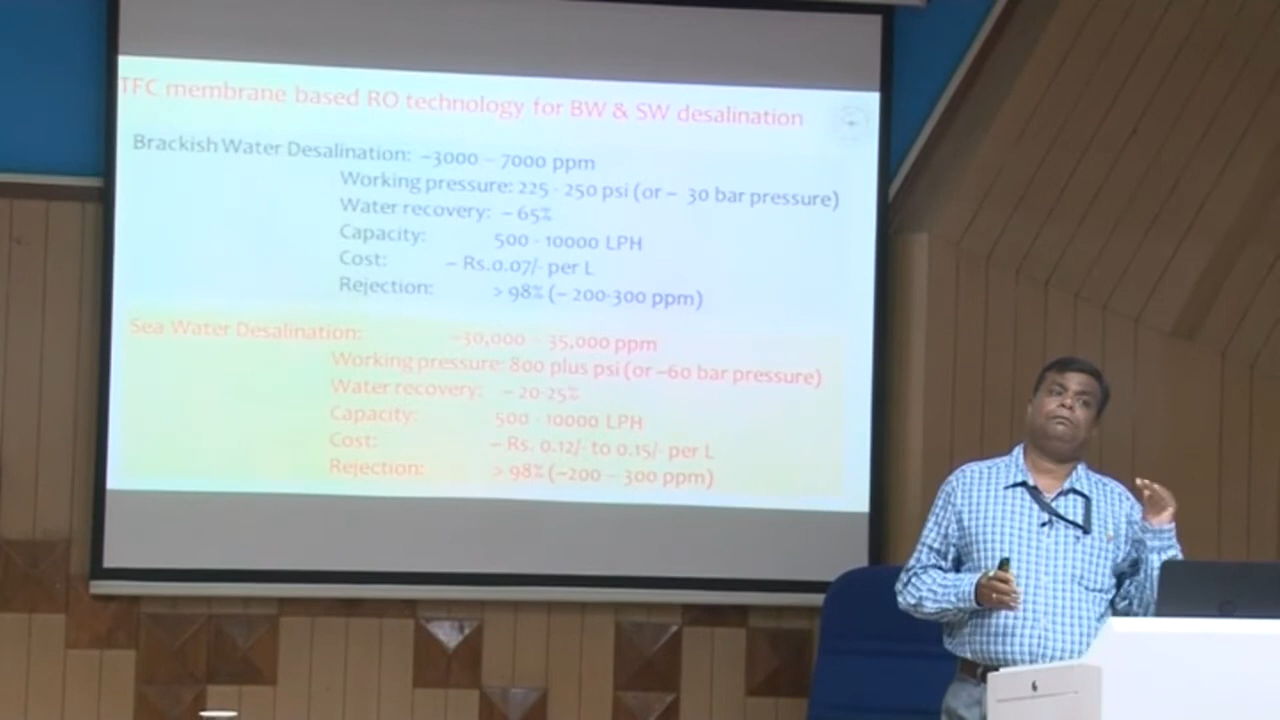 TFC membrane based RO technology for BW & SW desalination
Brackish Water Desalination: ~3000 - 7000 ppm
Working pressure: 225 - 250 psi (or ~ 30 bar pressure)
Water recovery: ~ 65%
Capacity: 500 - 10000 LPH
Cost: ~ Rs.0.07/- per L
Rejection: > 98% (~ 200-300 ppm)
Sea Water Desalination: ~30,000 - 35,000 ppm
Working pressure: 800 plus psi (or ~60 bar pressure)
Water recovery: ~ 20-25%
Capacity: 500 - 10000 LPH
Cost: ~ Rs. 0.12/- to 0.15/- per L
Rejection: > 98% (~200 - 300 ppm)